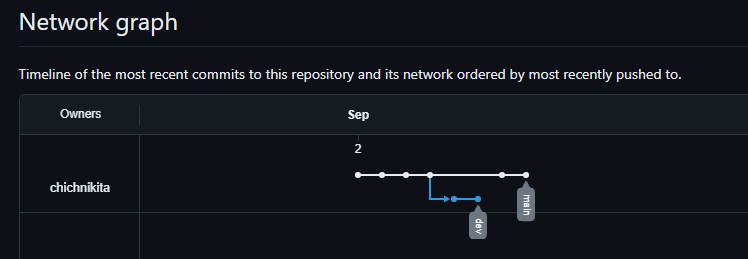 Network graph
Timeline of the most recent commits to this repository and its network ordered by most recently pushed to.
Owners
Sep
2
chichnikita
main
dev